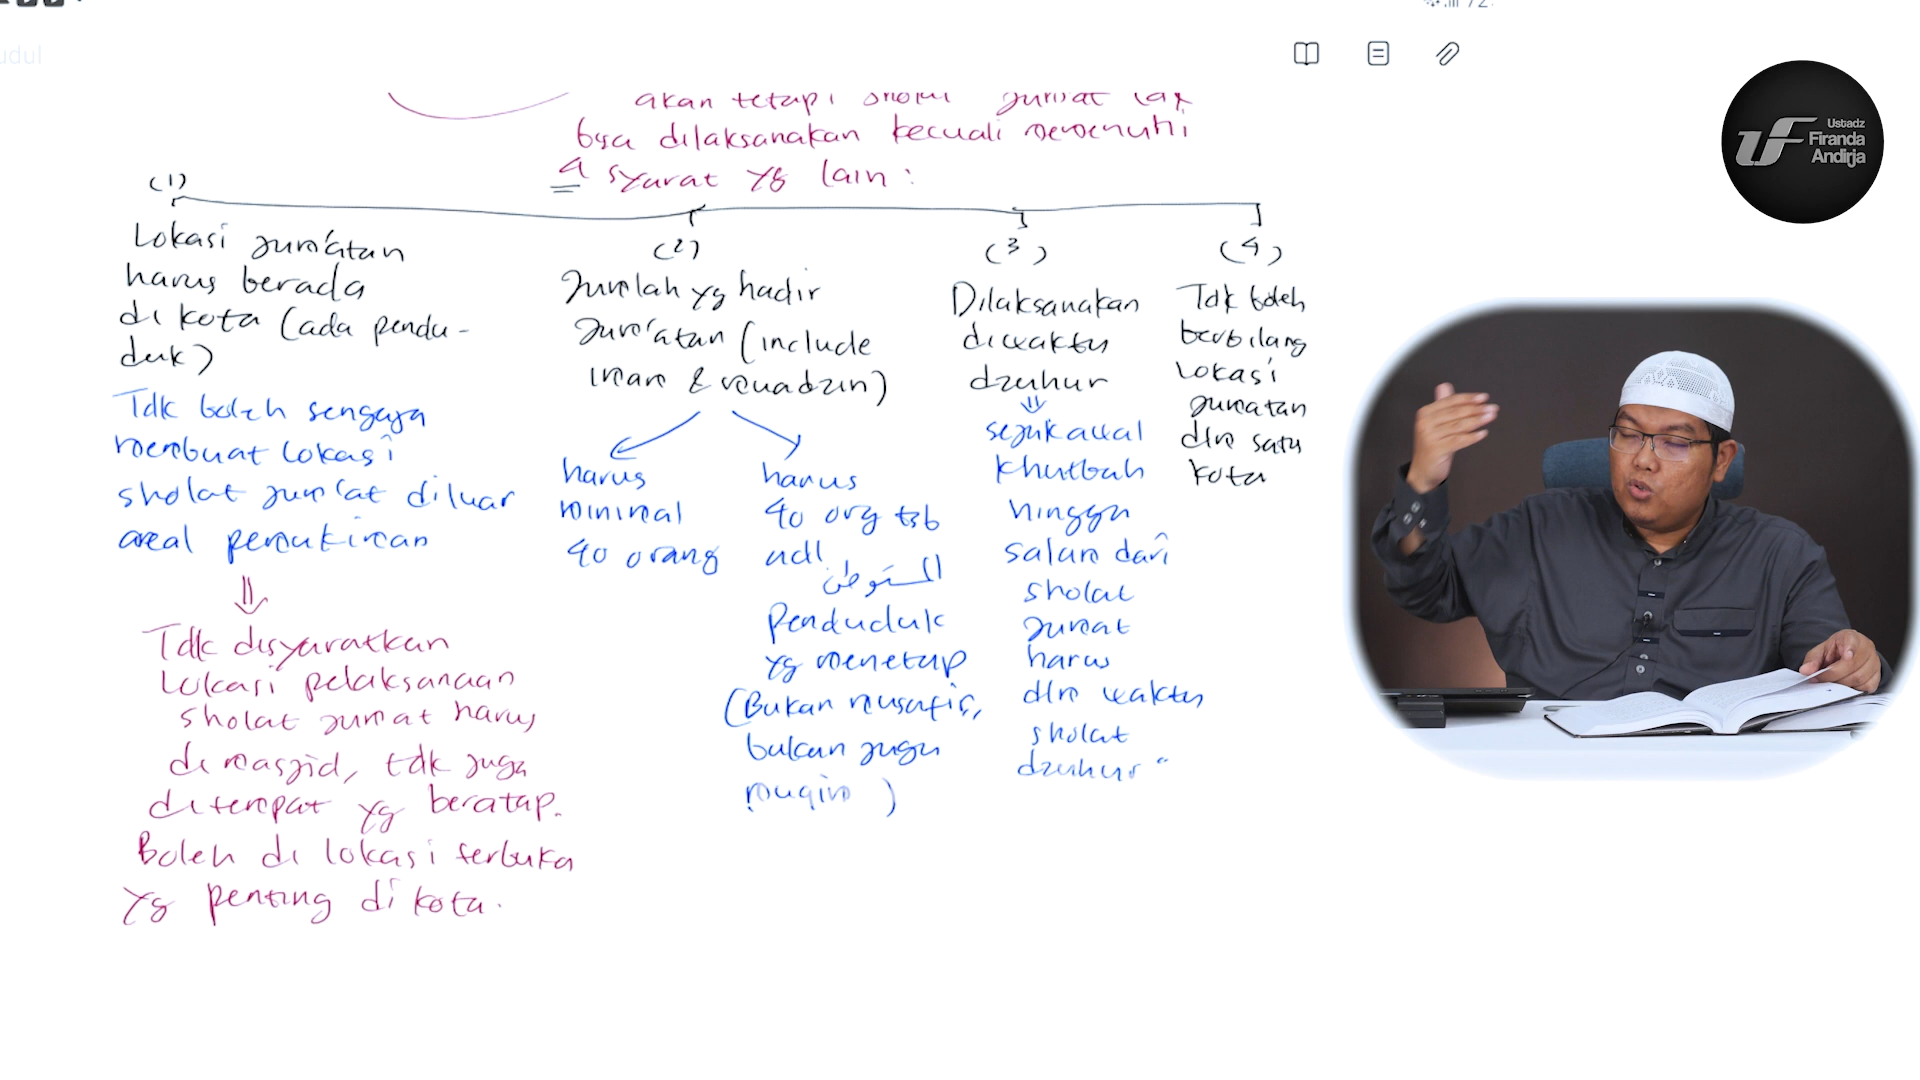 udul
Ustadz
Firanda
Andirja
akan tetapi sholat jum'at tak
bisa dilaksanakan kecuali memenuhi
4 syarat yg lain :
(1)
Lokasi jum'atan
harus berada
di kota (ada pendu-
duk)
Tdk boleh sengaja
membuat lokasi
sholat jum'at diluar
areal permukiman
⇓
Tdk disyaratkan
lokasi pelaksanaan
sholat jumat harus
di masjid, tdk juga
ditempat yg beratap.
Boleh di lokasi terbuka
yg penting di kota.
(2)
Jumlah yg hadir
Jum'atan (include
imam & muadzin)
harus
minimal
40 orang
harus
40 org tsb
adl
المستوطن
Penduduk
yg menetap
(Bukan musafir,
bukan juga
muqim)
(3)
Dilaksanakan
diwaktu
dzuhur
⇓
sejak awal
khutbah
hingga
salam dari
sholat
jumat
harus
dlm waktu
sholat
dzuhur"
(4)
Tdk boleh
berbilang
lokasi
jumatan
dlm satu
kota